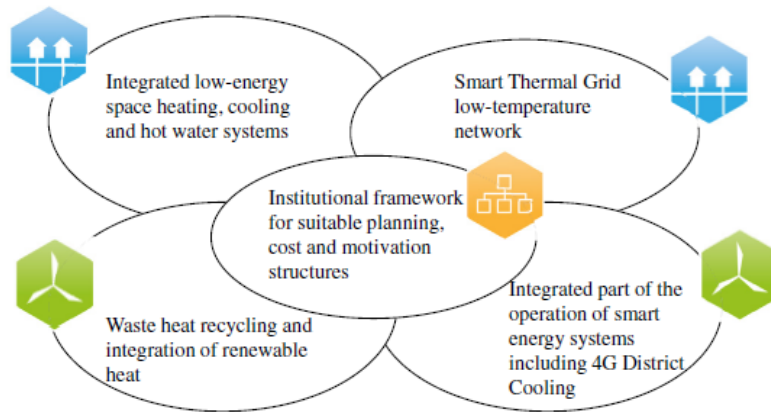 Integrated low-energy
space heating, cooling
and hot water systems
Smart Thermal Grid
low-temperature
network
Institutional framework
for suitable planning,
cost and motivation
structures
Waste heat recycling and
integration of renewable
heat
Integrated part of the
operation of smart
energy systems
including 4G District
Cooling